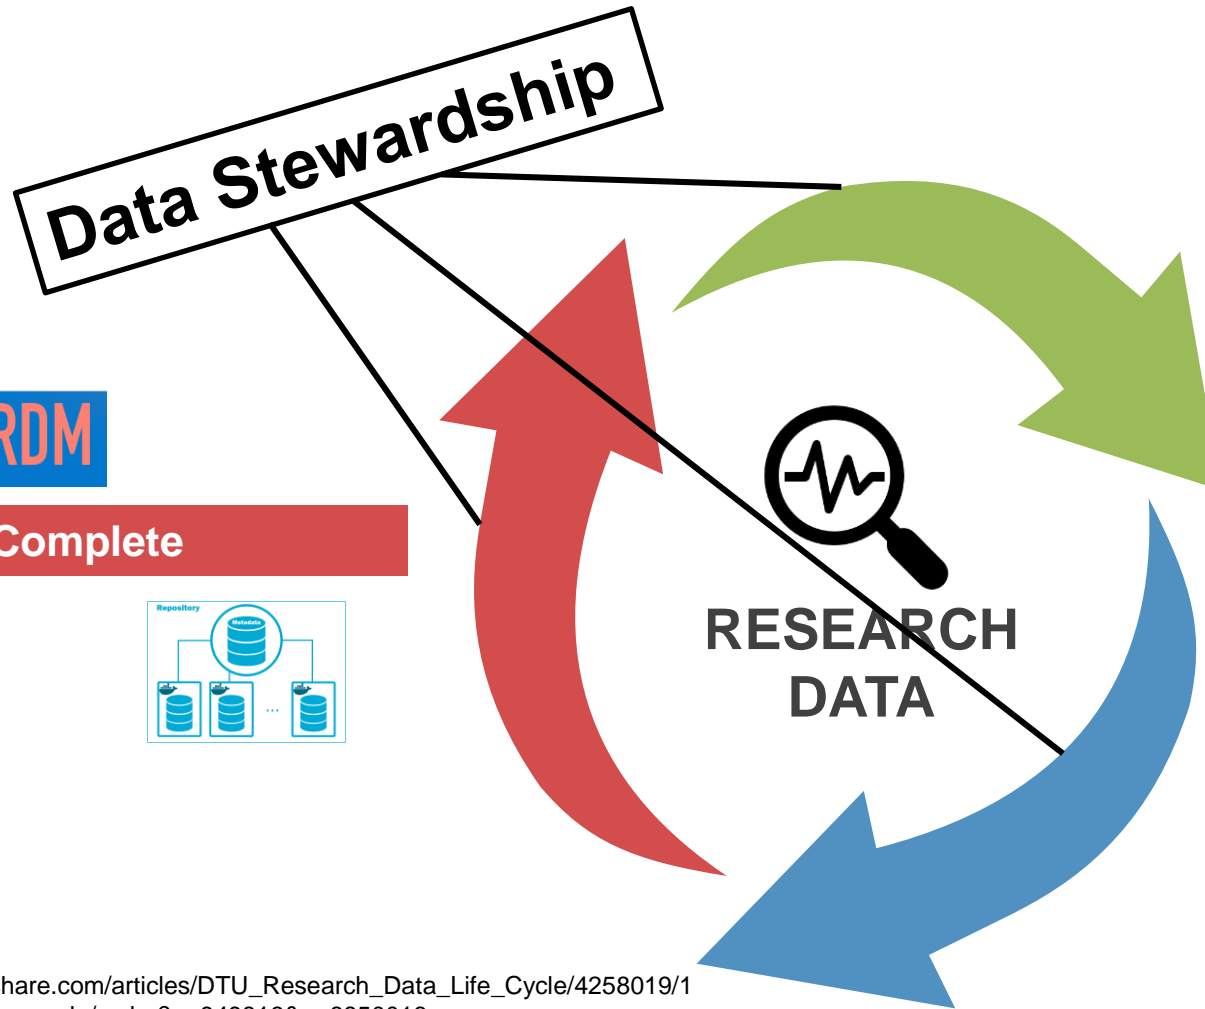 Data Stewardship
RDM
Complete
Repository
Metadata
...
RESEARCH
DATA
hare.com/articles/DTU_Research_Data_Life_Cycle/4258019/1